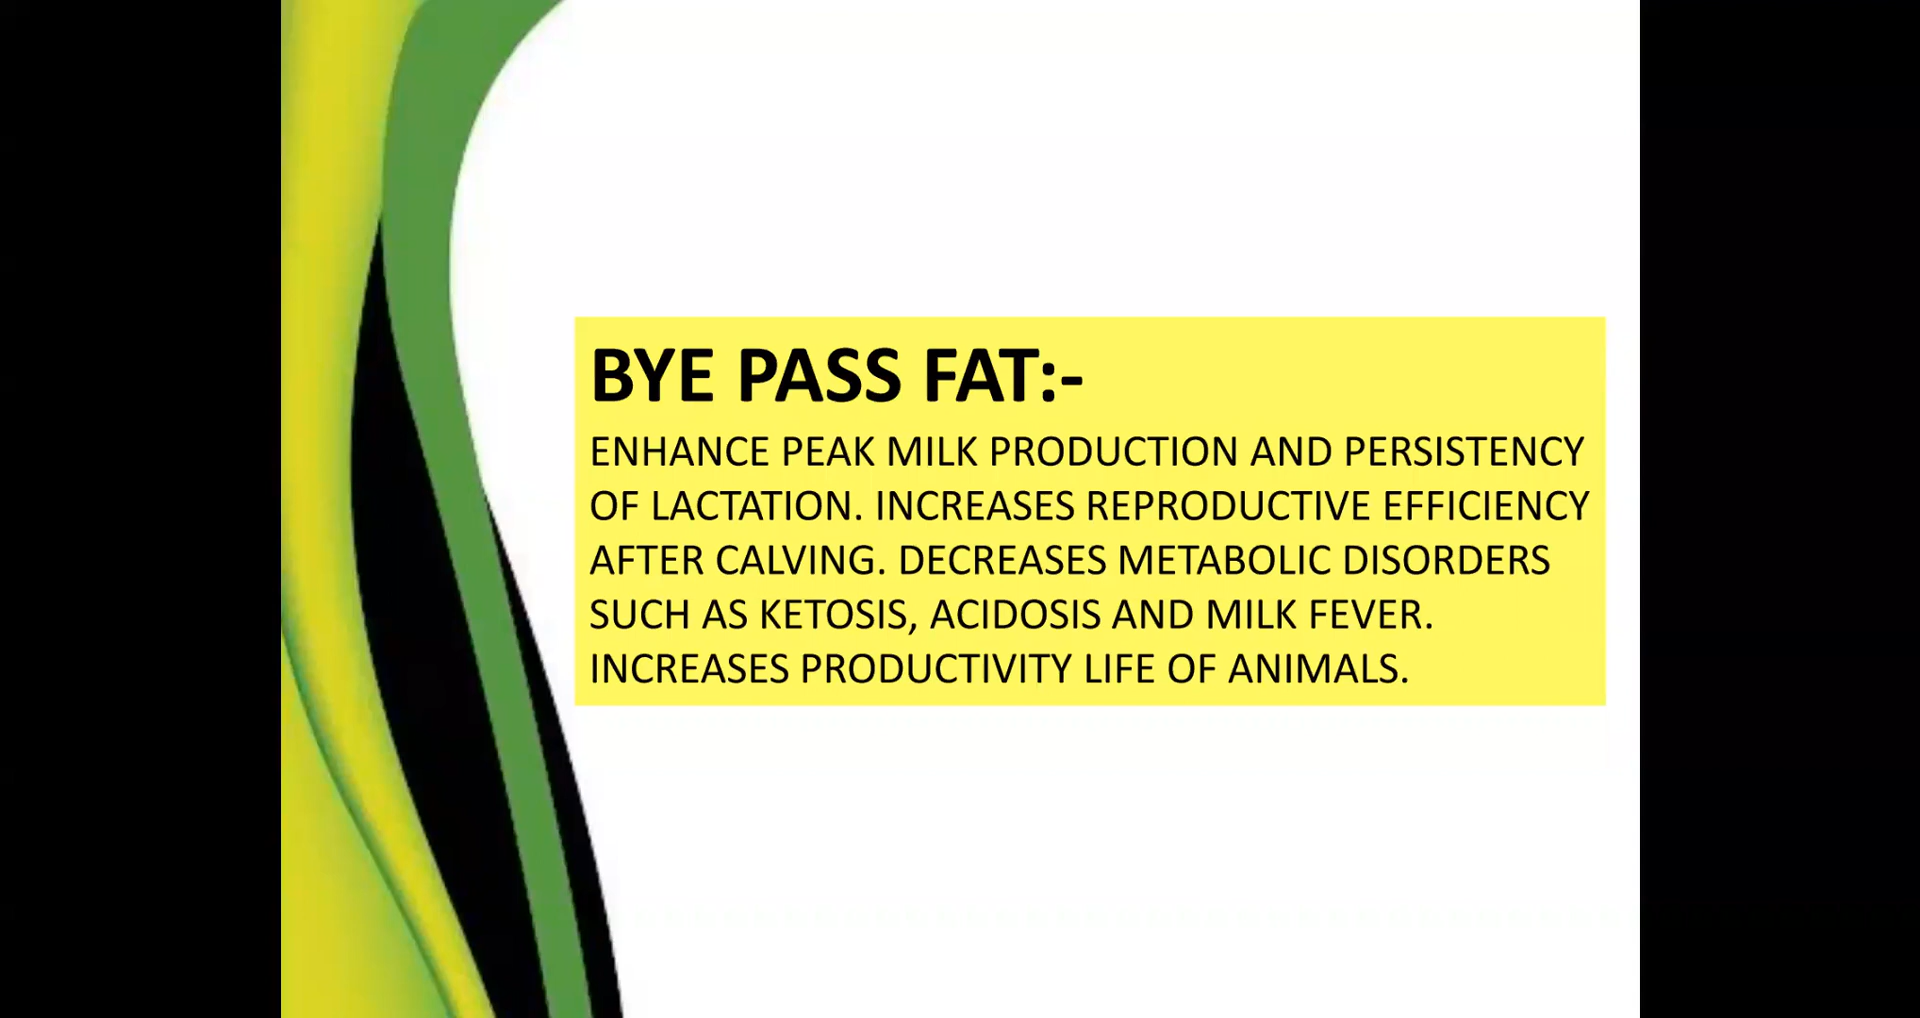 BYE PASS FAT:-
ENHANCE PEAK MILK PRODUCTION AND PERSISTENCY
OF LACTATION. INCREASES REPRODUCTIVE EFFICIENCY
AFTER CALVING. DECREASES METABOLIC DISORDERS
SUCH AS KETOSIS, ACIDOSIS AND MILK FEVER.
INCREASES PRODUCTIVITY LIFE OF ANIMALS.